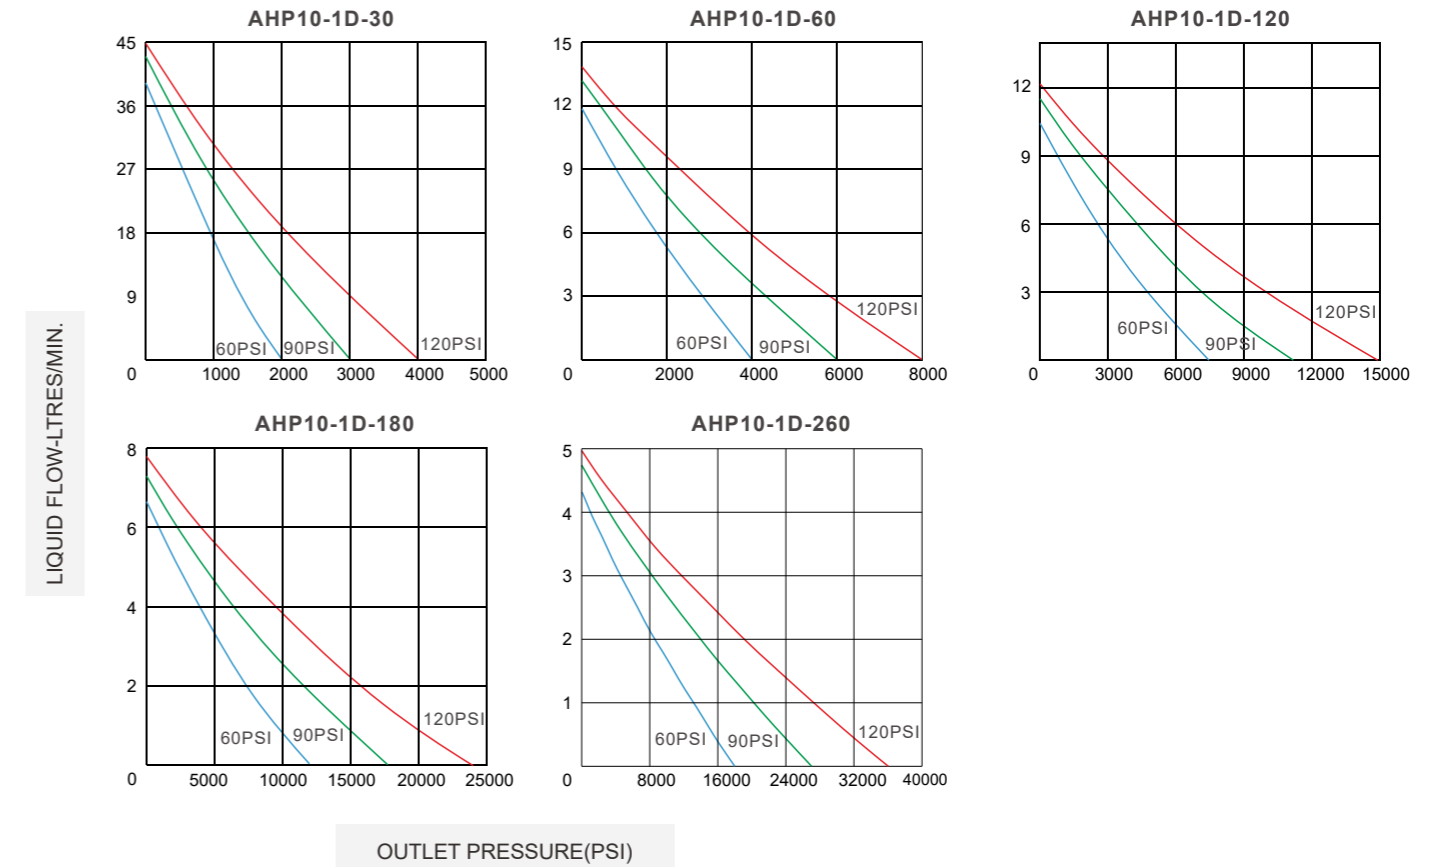 AHP10-1D-30
45
36
27
18
9
60PSI 90PSI 120PSI
0 1000 2000 3000 4000 5000
AHP10-1D-60
15
12
9
6
3
120PSI
60PSI 90PSI
0 2000 4000 6000 8000
AHP10-1D-120
12
9
6
3
120PSI
60PSI
90PSI
0 3000 6000 9000 12000 15000
LIQUID FLOW-LTRES/MIN.
AHP10-1D-180
8
6
4
2
120PSI
60PSI 90PSI
0 5000 10000 15000 20000 25000
AHP10-1D-260
5
4
3
2
1
120PSI
60PSI 90PSI
0 8000 16000 24000 32000 40000
OUTLET PRESSURE(PSI)